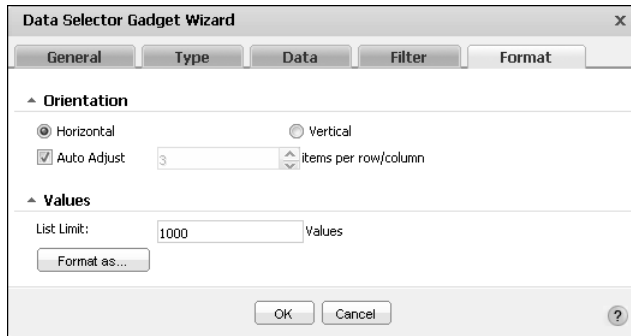 Data Selector Gadget Wizard x
General Type Data Filter Format
Orientation
Horizontal Vertical
Auto Adjust 3 items per row/column
Values
List Limit: 1000 Values
Format as...
OK Cancel ?